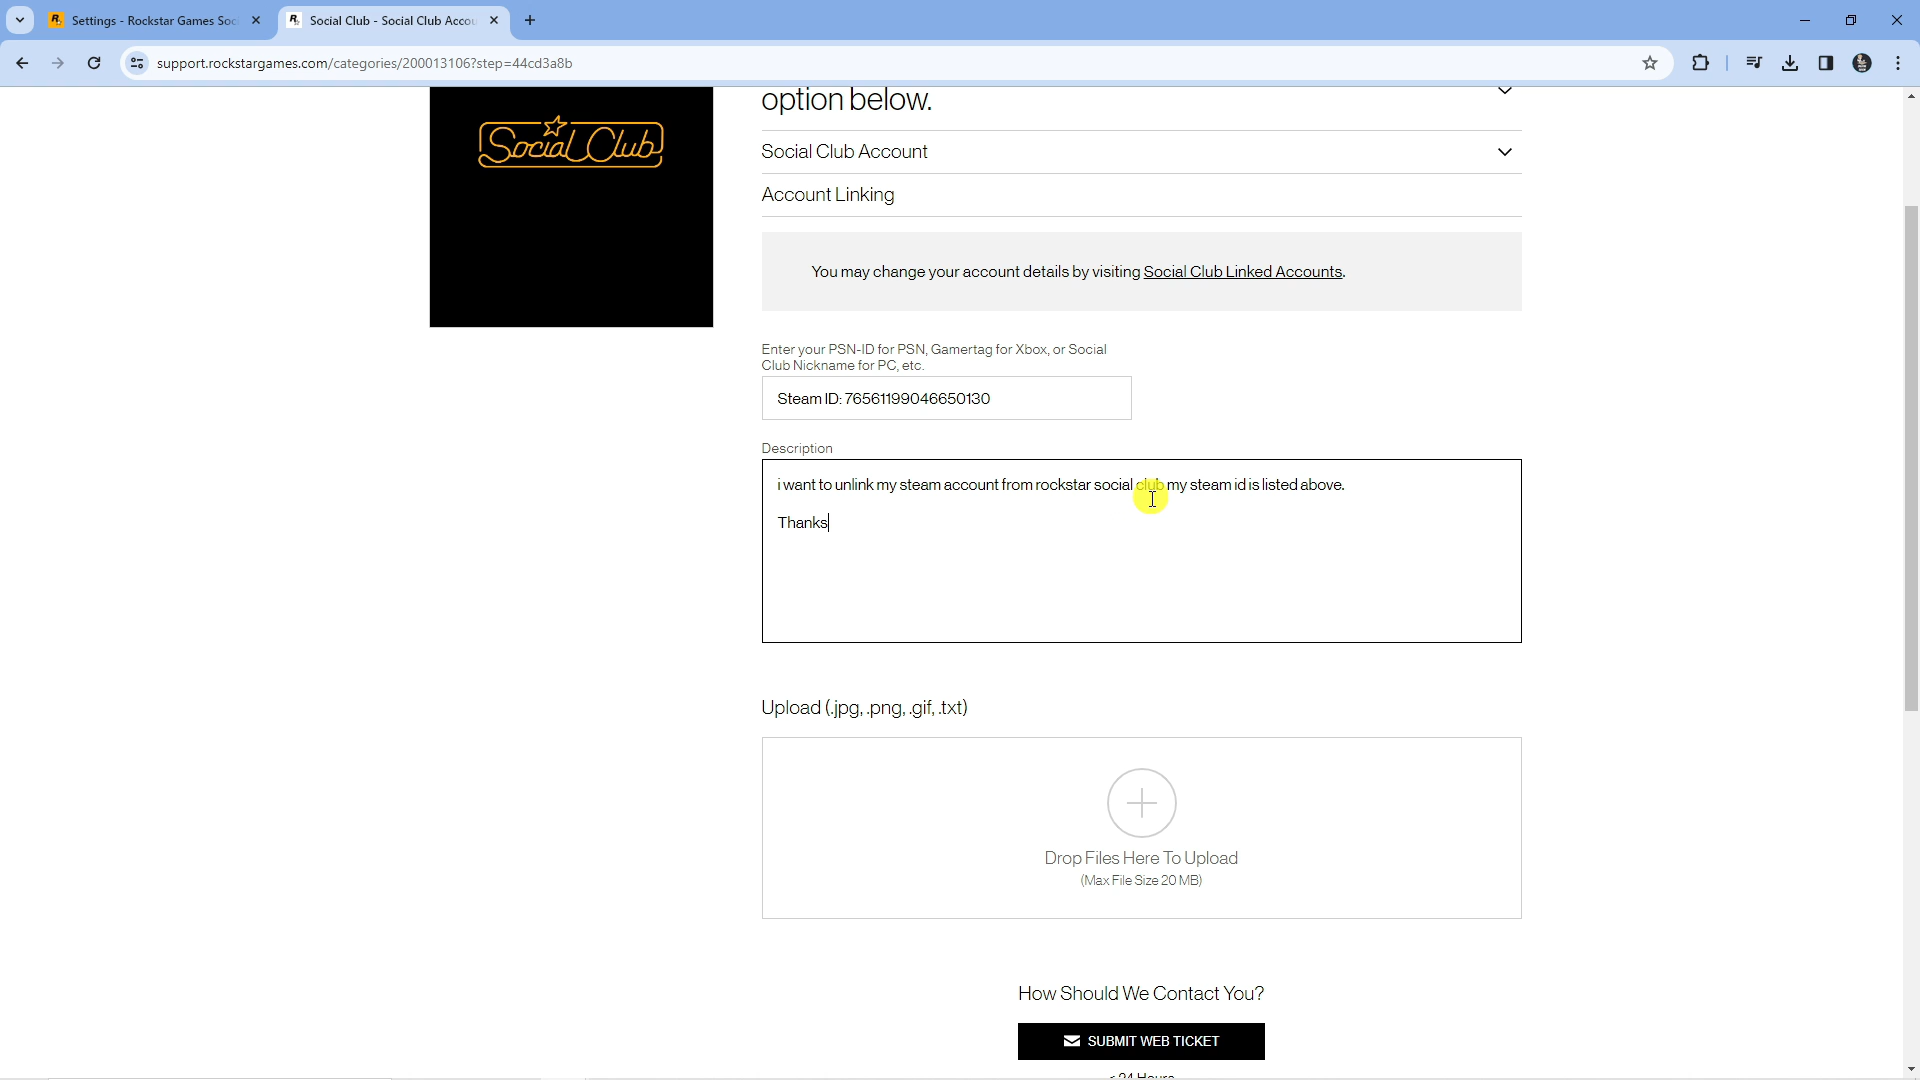 Settings - Rockstar Games Soc
Social Club - Social Club Accou
support.rockstargames.com/categories/200013106?step=44cd3a8b
option below.
Social Club
Social Club Account
Account Linking
You may change your account details by visiting Social Club Linked Accounts.
Enter your PSN-ID for PSN, Gamertag for Xbox, or Social
Club Nickname for PC, etc.
Steam ID: 76561199046650130
Description
i want to unlink my steam account from rockstar social club my steam id is listed above.
Thanks
Upload (.jpg, .png, .gif, .txt)
Drop Files Here To Upload
(Max File Size 20 MB)
How Should We Contact You?
SUBMIT WEB TICKET
< 24 Hours